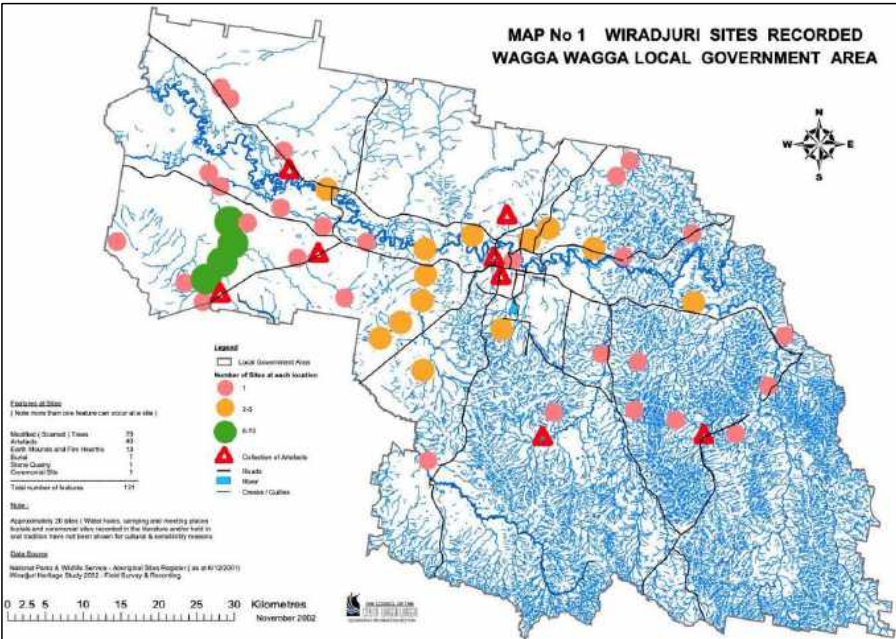 MAP No 1 WIRADJURI SITES RECORDED
WAGGA WAGGA LOCAL GOVERNMENT AREA
N
W E
S
Legend
Local Government Area
Number of Sites at each location
1
2-5
6-10
Collection of Artefacts
Roads
River
Creeks / Gullies
Features at Sites
( Note more than one feature can occur at a site )
Modified ( Scarred ) Trees
Artefacts
Earth Mounds and Fire Hearths
Burial 1
Stone Quarry 1
Ceremonial Site 1
Total number of features
Note :
Approximately 20 sites ( Water holes, camping and meeting places
burials and ceremonial sites recorded in the literature and/or held in
oral tradition have not been shown for cultural & sensitivity reasons
Data Source
National Parks & Wildlife Service - Aboriginal Sites Register ( as at 6/12/2001)
Wiradjuri Heritage Study 2002 - Field Survey & Recording
0 2.5 5 10 15 20 25 30 Kilometres
November 2002
THE COUNCIL OF THE